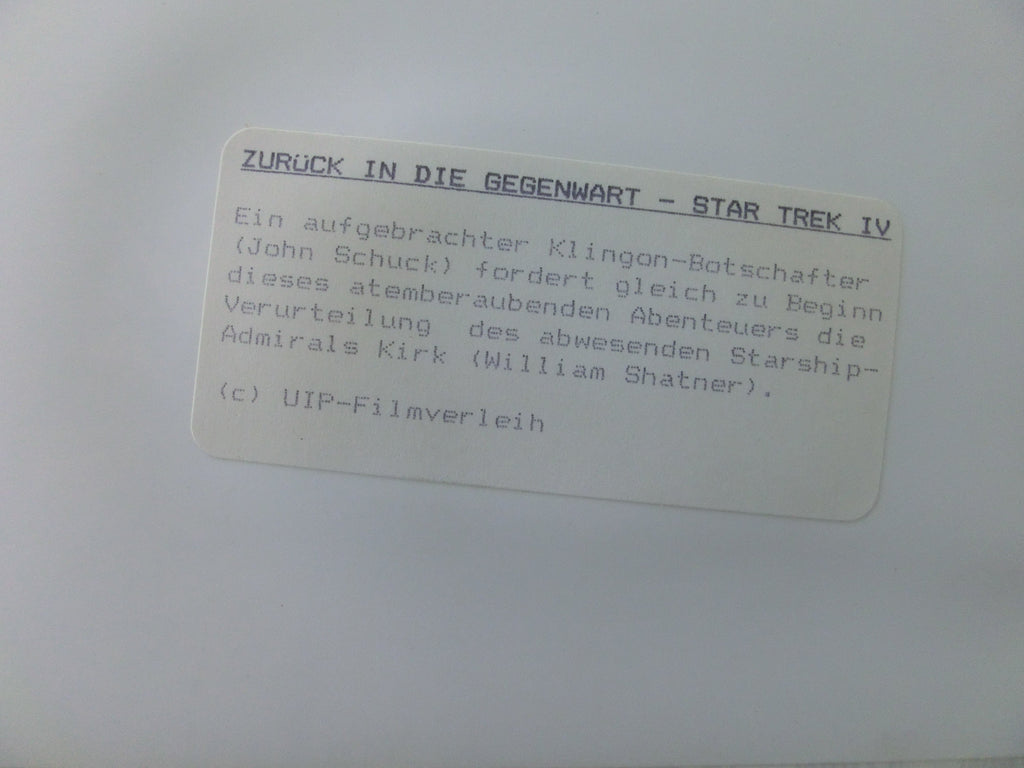 ZURüCK IN DIE GEGENWART - STAR TREK IV
Ein aufgebrachter Klingon-Botschafter
(John Schuck) fordert gleich zu Beginn
dieses atemberaubenden Abenteuers die
Verurteilung des abwesenden Starship-
Admirals Kirk (William Shatner).
(c) UIP-Filmverleih